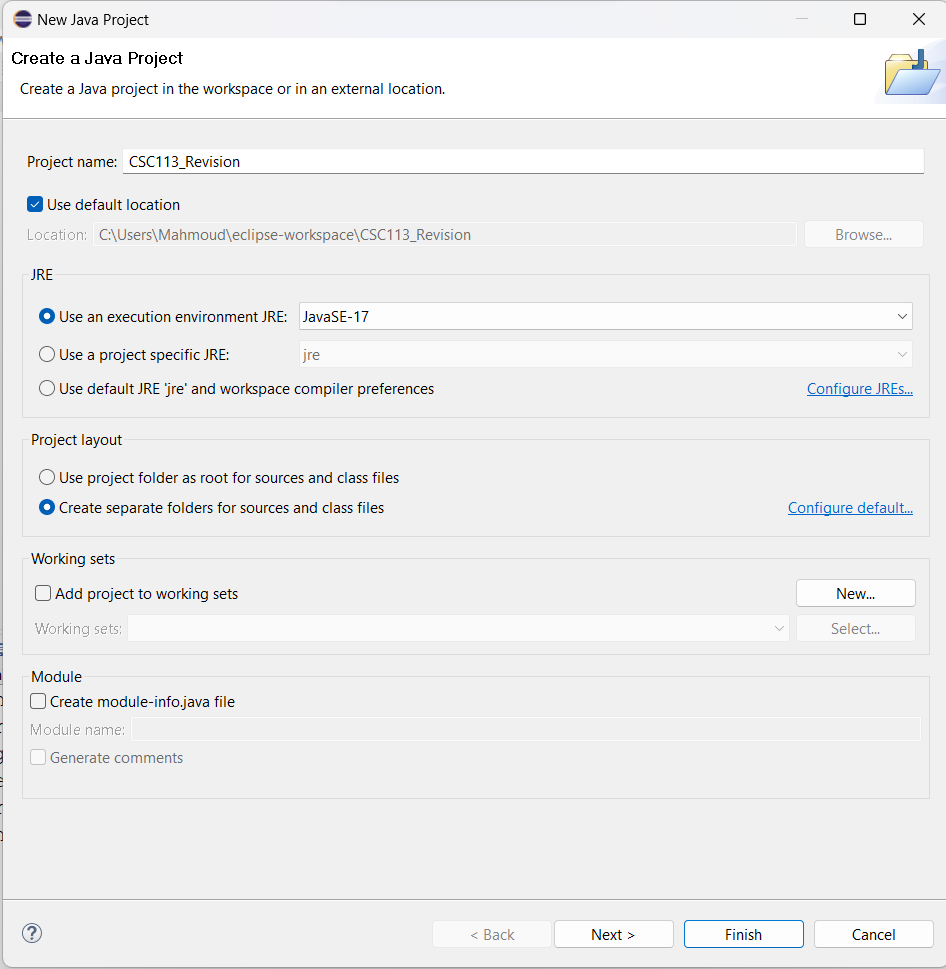 New Java Project
Create a Java Project
Create a Java project in the workspace or in an external location.
Project name: CSC113_Revision
Use default location
Location: C:\Users\Mahmoud\eclipse-workspace\CSC113_Revision Browse...
JRE
Use an execution environment JRE: JavaSE-17
Use a project specific JRE: jre
Use default JRE 'jre' and workspace compiler preferences Configure JREs...
Project layout
Use project folder as root for sources and class files
Create separate folders for sources and class files Configure default...
Working sets
Add project to working sets New...
Working sets: Select...
Module
Create module-info.java file
Module name:
Generate comments
? < Back Next > Finish Cancel